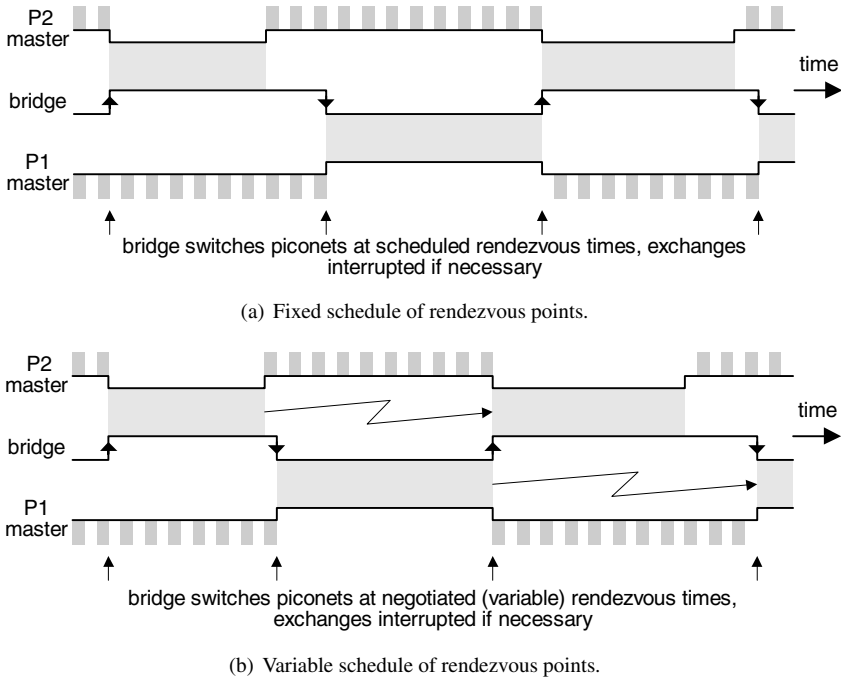 P2
master
time
bridge
P1
master
bridge switches piconets at scheduled rendezvous times, exchanges
interrupted if necessary
(a) Fixed schedule of rendezvous points.
P2
master
time
bridge
P1
master
bridge switches piconets at negotiated (variable) rendezvous times,
exchanges interrupted if necessary
(b) Variable schedule of rendezvous points.